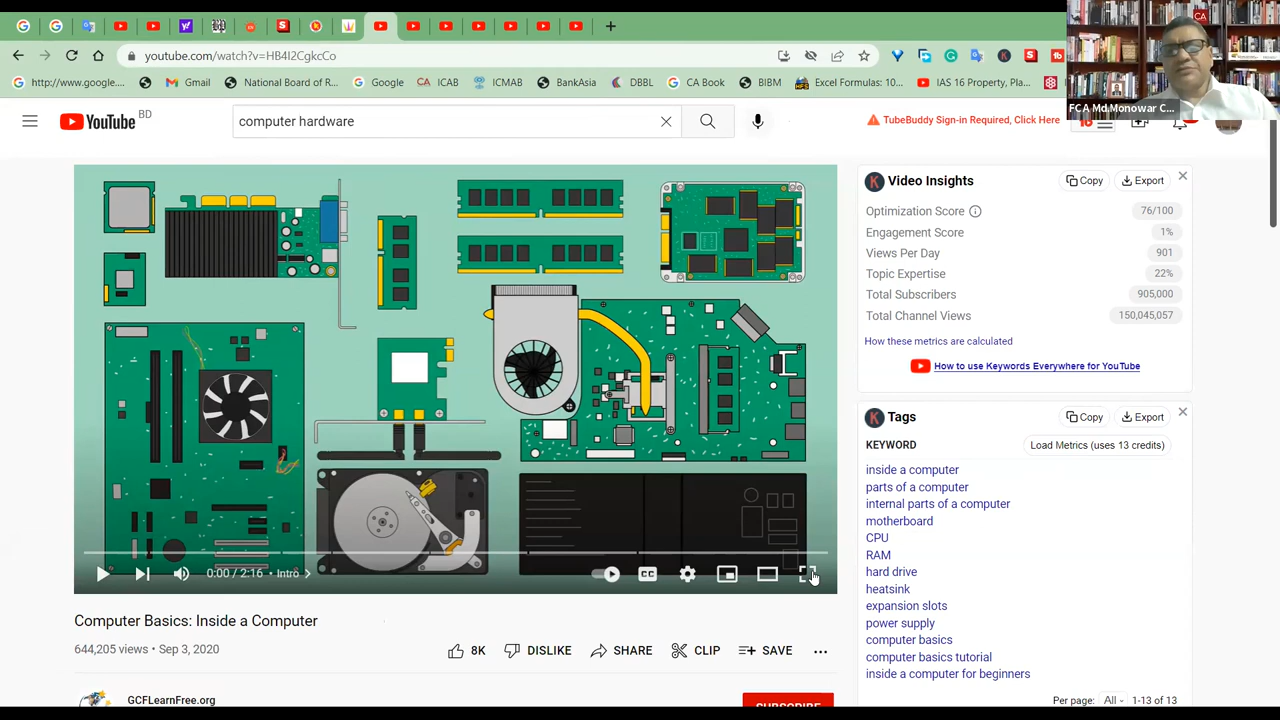 youtube.com/watch?v=HB4I2CgkcCo
http://www.google.... Gmail National Board of R... Google ICAB ICMAB BankAsia DBBL CA Book BIBM Excel Formulas: 10... IAS 16 Property, Pla...
FCA Md.Monowar C...
YouTube BD
computer hardware
TubeBuddy Sign-in Required, Click Here
Video Insights
Copy
Export
Optimization Score 76/100
Engagement Score 1%
Views Per Day 901
Topic Expertise 22%
Total Subscribers 905,000
Total Channel Views 150,045,057
How these metrics are calculated
How to use Keywords Everywhere for YouTube
Tags
Copy
Export
KEYWORD
Load Metrics (uses 13 credits)
inside a computer
parts of a computer
internal parts of a computer
motherboard
CPU
RAM
hard drive
heatsink
expansion slots
power supply
computer basics
computer basics tutorial
inside a computer for beginners
Per page: All 1-13 of 13
0:00 / 2:16 • Intro
CC
Computer Basics: Inside a Computer
644,205 views • Sep 3, 2020
8K DISLIKE SHARE CLIP SAVE
GCFLearnFree.org
SUBSCRIBE